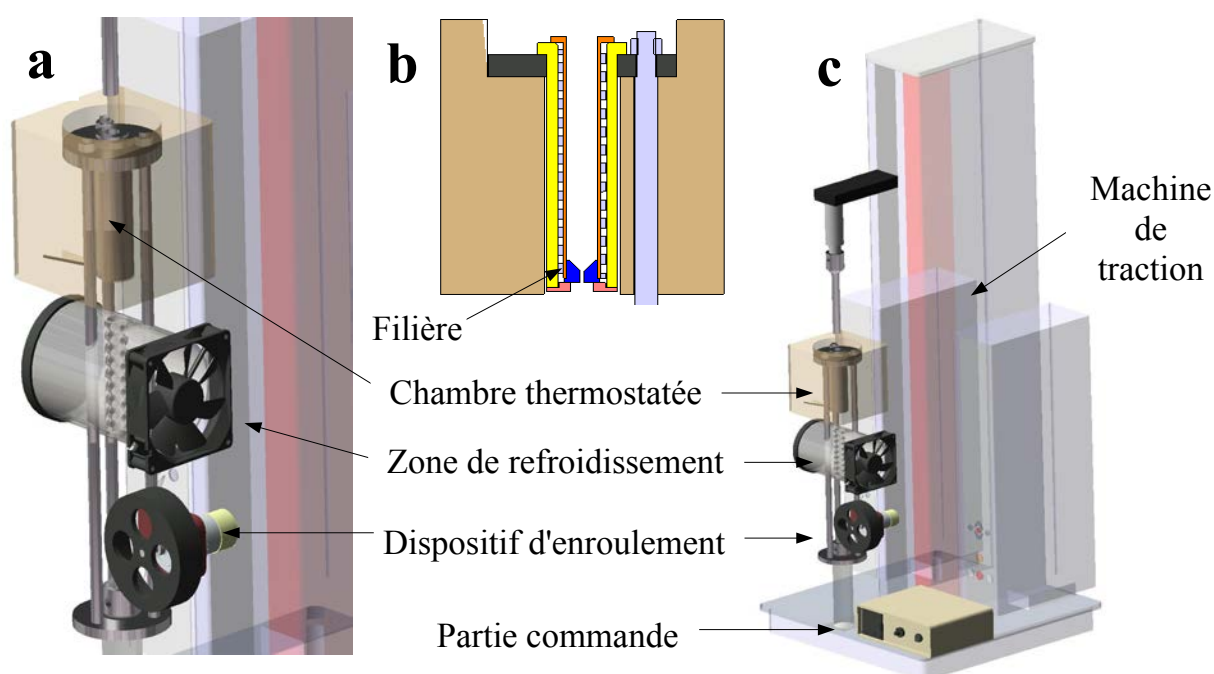 a
b
c
Machine
de
traction
Filière
Chambre thermostatée
Zone de refroidissement
Dispositif d'enroulement
Partie commande